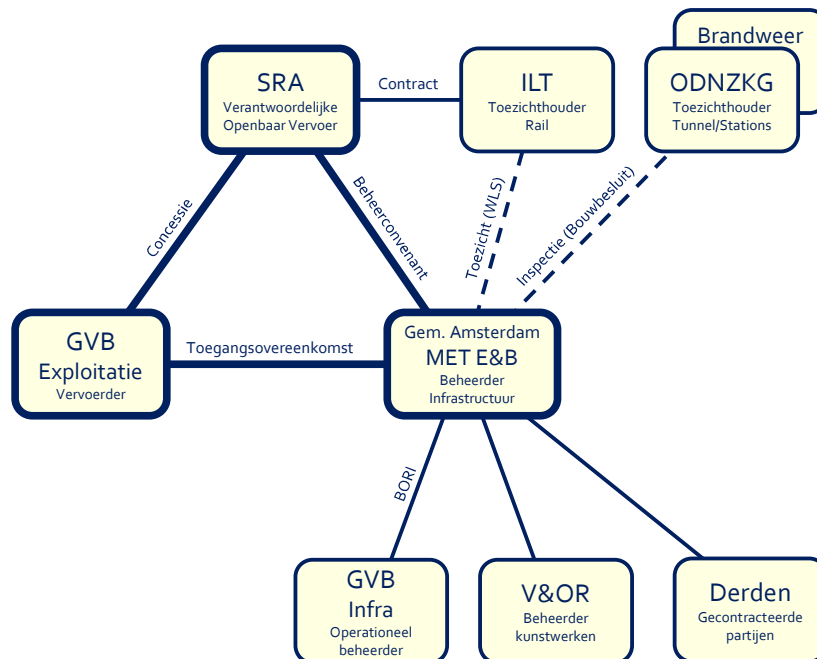 Brandweer
SRA
Verantwoordelijke
Openbaar Vervoer
Contract
ILT
Toezichthouder
Rail
ODNZKG
Toezichthouder
Tunnel/Stations
Concessie
Beheerconvenant
Toezicht (WLS)
Inspectie (Bouwbesluit)
GVB
Exploitatie
Vervoerder
Toegangsovereenkomst
Gem. Amsterdam
MET E&B
Beheerder
Infrastructuur
BORI
GVB
Infra
Operationeel
beheerder
V&OR
Beheerder
kunstwerken
Derden
Gecontracteerde
partijen